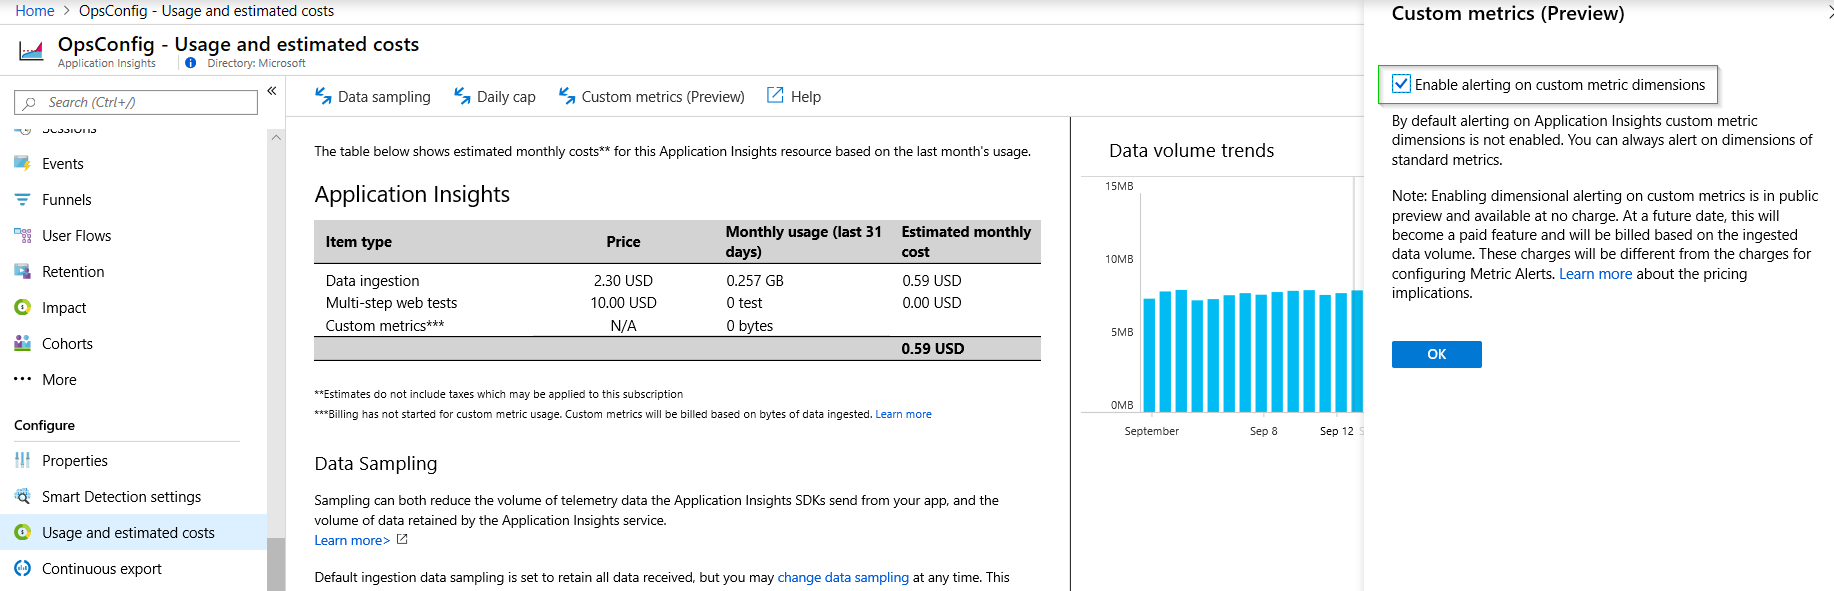 Home > OpsConfig - Usage and estimated costs
OpsConfig - Usage and estimated costs
Application Insights
Directory: Microsoft
Search (Ctrl+/)
«
Sessions
Events
Funnels
User Flows
Retention
Impact
Cohorts
More
Configure
Properties
Smart Detection settings
Usage and estimated costs
Continuous export
Data sampling
Daily cap
Custom metrics (Preview)
Help
The table below shows estimated monthly costs** for this Application Insights resource based on the last month's usage.
Application Insights
Item type Price Monthly usage (last 31 days) Estimated monthly cost
Data ingestion 2.30 USD 0.257 GB 0.59 USD
Multi-step web tests 10.00 USD 0 test 0.00 USD
Custom metrics*** N/A 0 bytes
0.59 USD
**Estimates do not include taxes which may be applied to this subscription
***Billing has not started for custom metric usage. Custom metrics will be billed based on bytes of data ingested. Learn more
Data Sampling
Sampling can both reduce the volume of telemetry data the Application Insights SDKs send from your app, and the
volume of data retained by the Application Insights service.
Learn more>
Default ingestion data sampling is set to retain all data received, but you may change data sampling at any time. This
Data volume trends
15MB
10MB
5MB
0MB
September Sep 8 Sep 12
Custom metrics (Preview)
Enable alerting on custom metric dimensions
By default alerting on Application Insights custom metric
dimensions is not enabled. You can always alert on dimensions of
standard metrics.
Note: Enabling dimensional alerting on custom metrics is in public
preview and available at no charge. At a future date, this will
become a paid feature and will be billed based on the ingested
data volume. These charges will be different from the charges for
configuring Metric Alerts. Learn more about the pricing
implications.
OK